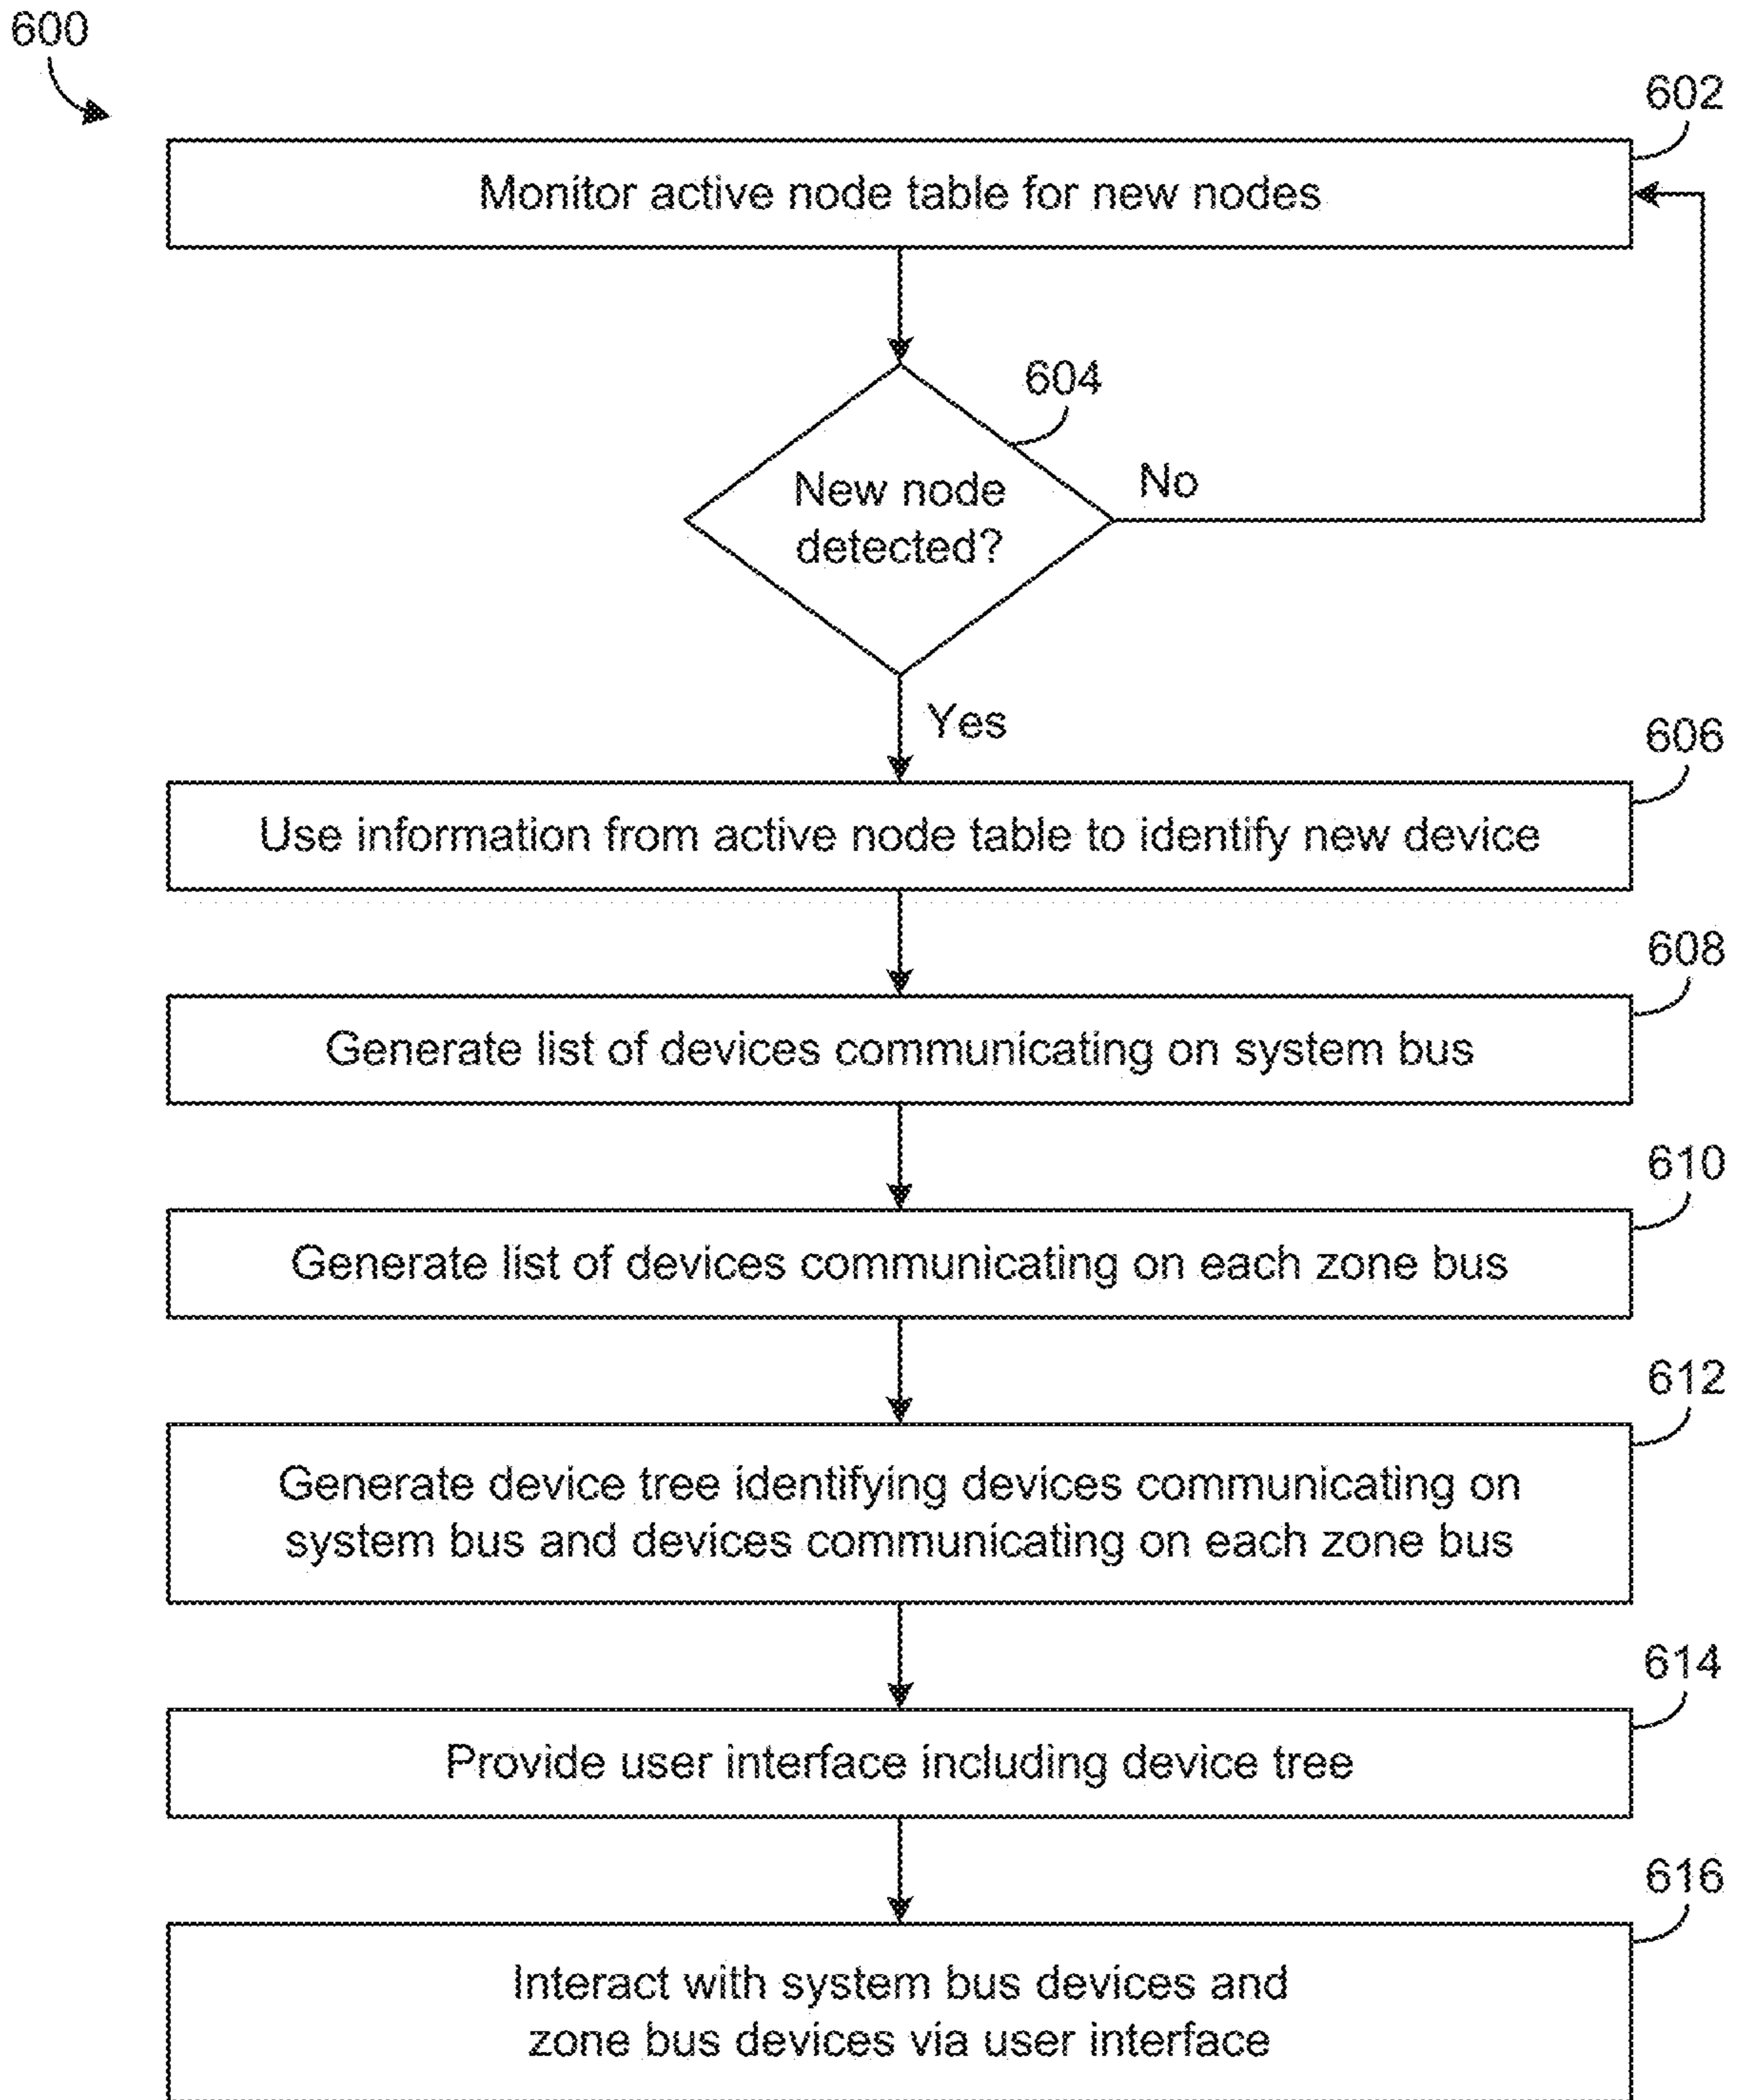 600
602
Monitor active node table for new nodes
604
New node
detected?
No
Yes
606
Use information from active node table to identify new device
608
Generate list of devices communicating on system bus
610
Generate list of devices communicating on each zone bus
612
Generate device tree identifying devices communicating on
system bus and devices communicating on each zone bus
614
Provide user interface including device tree
616
Interact with system bus devices and
zone bus devices via user interface